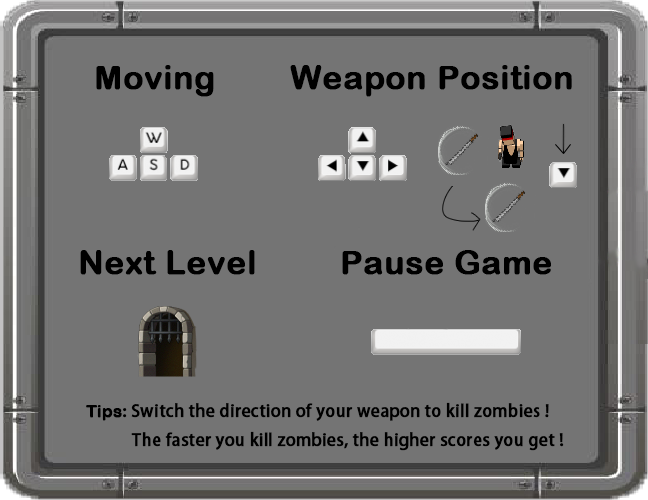 Moving
Weapon Position
W
A S D
▲
◀ ▼ ▶
▼
Next Level
Pause Game
Tips: Switch the direction of your weapon to kill zombies !
The faster you kill zombies, the higher scores you get !